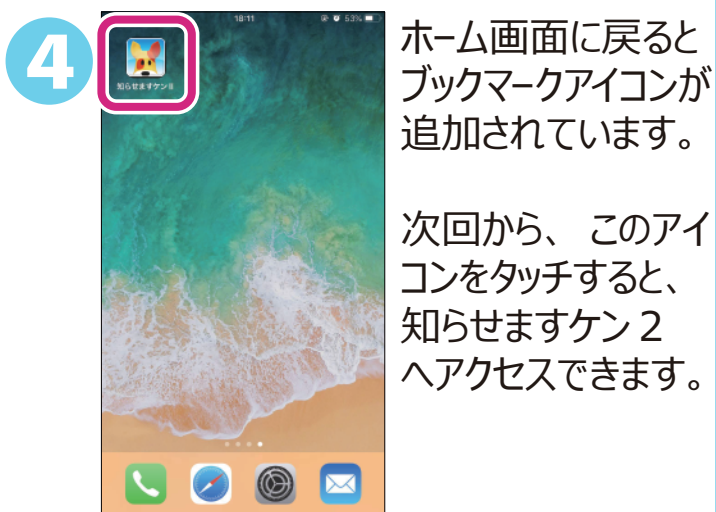 4
18:11
53%
知らせますケン
ホーム画面に戻ると
ブックマークアイコンが
追加されています。
次回から、このアイ
コンをタッチすると、
知らせますケン２
へアクセスできます。